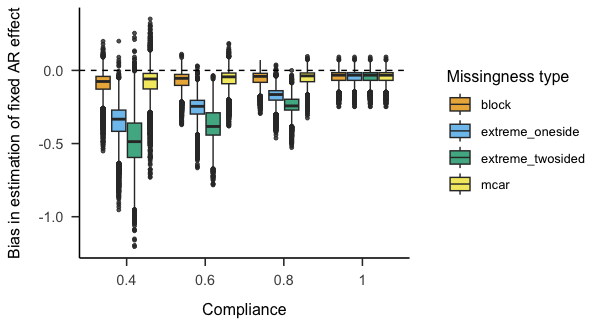 Bias in estimation of fixed AR effect
0.0
-0.5
-1.0
0.4
0.6
0.8
1
Compliance
Missingness type
block
extreme_oneside
extreme_twosided
mcar